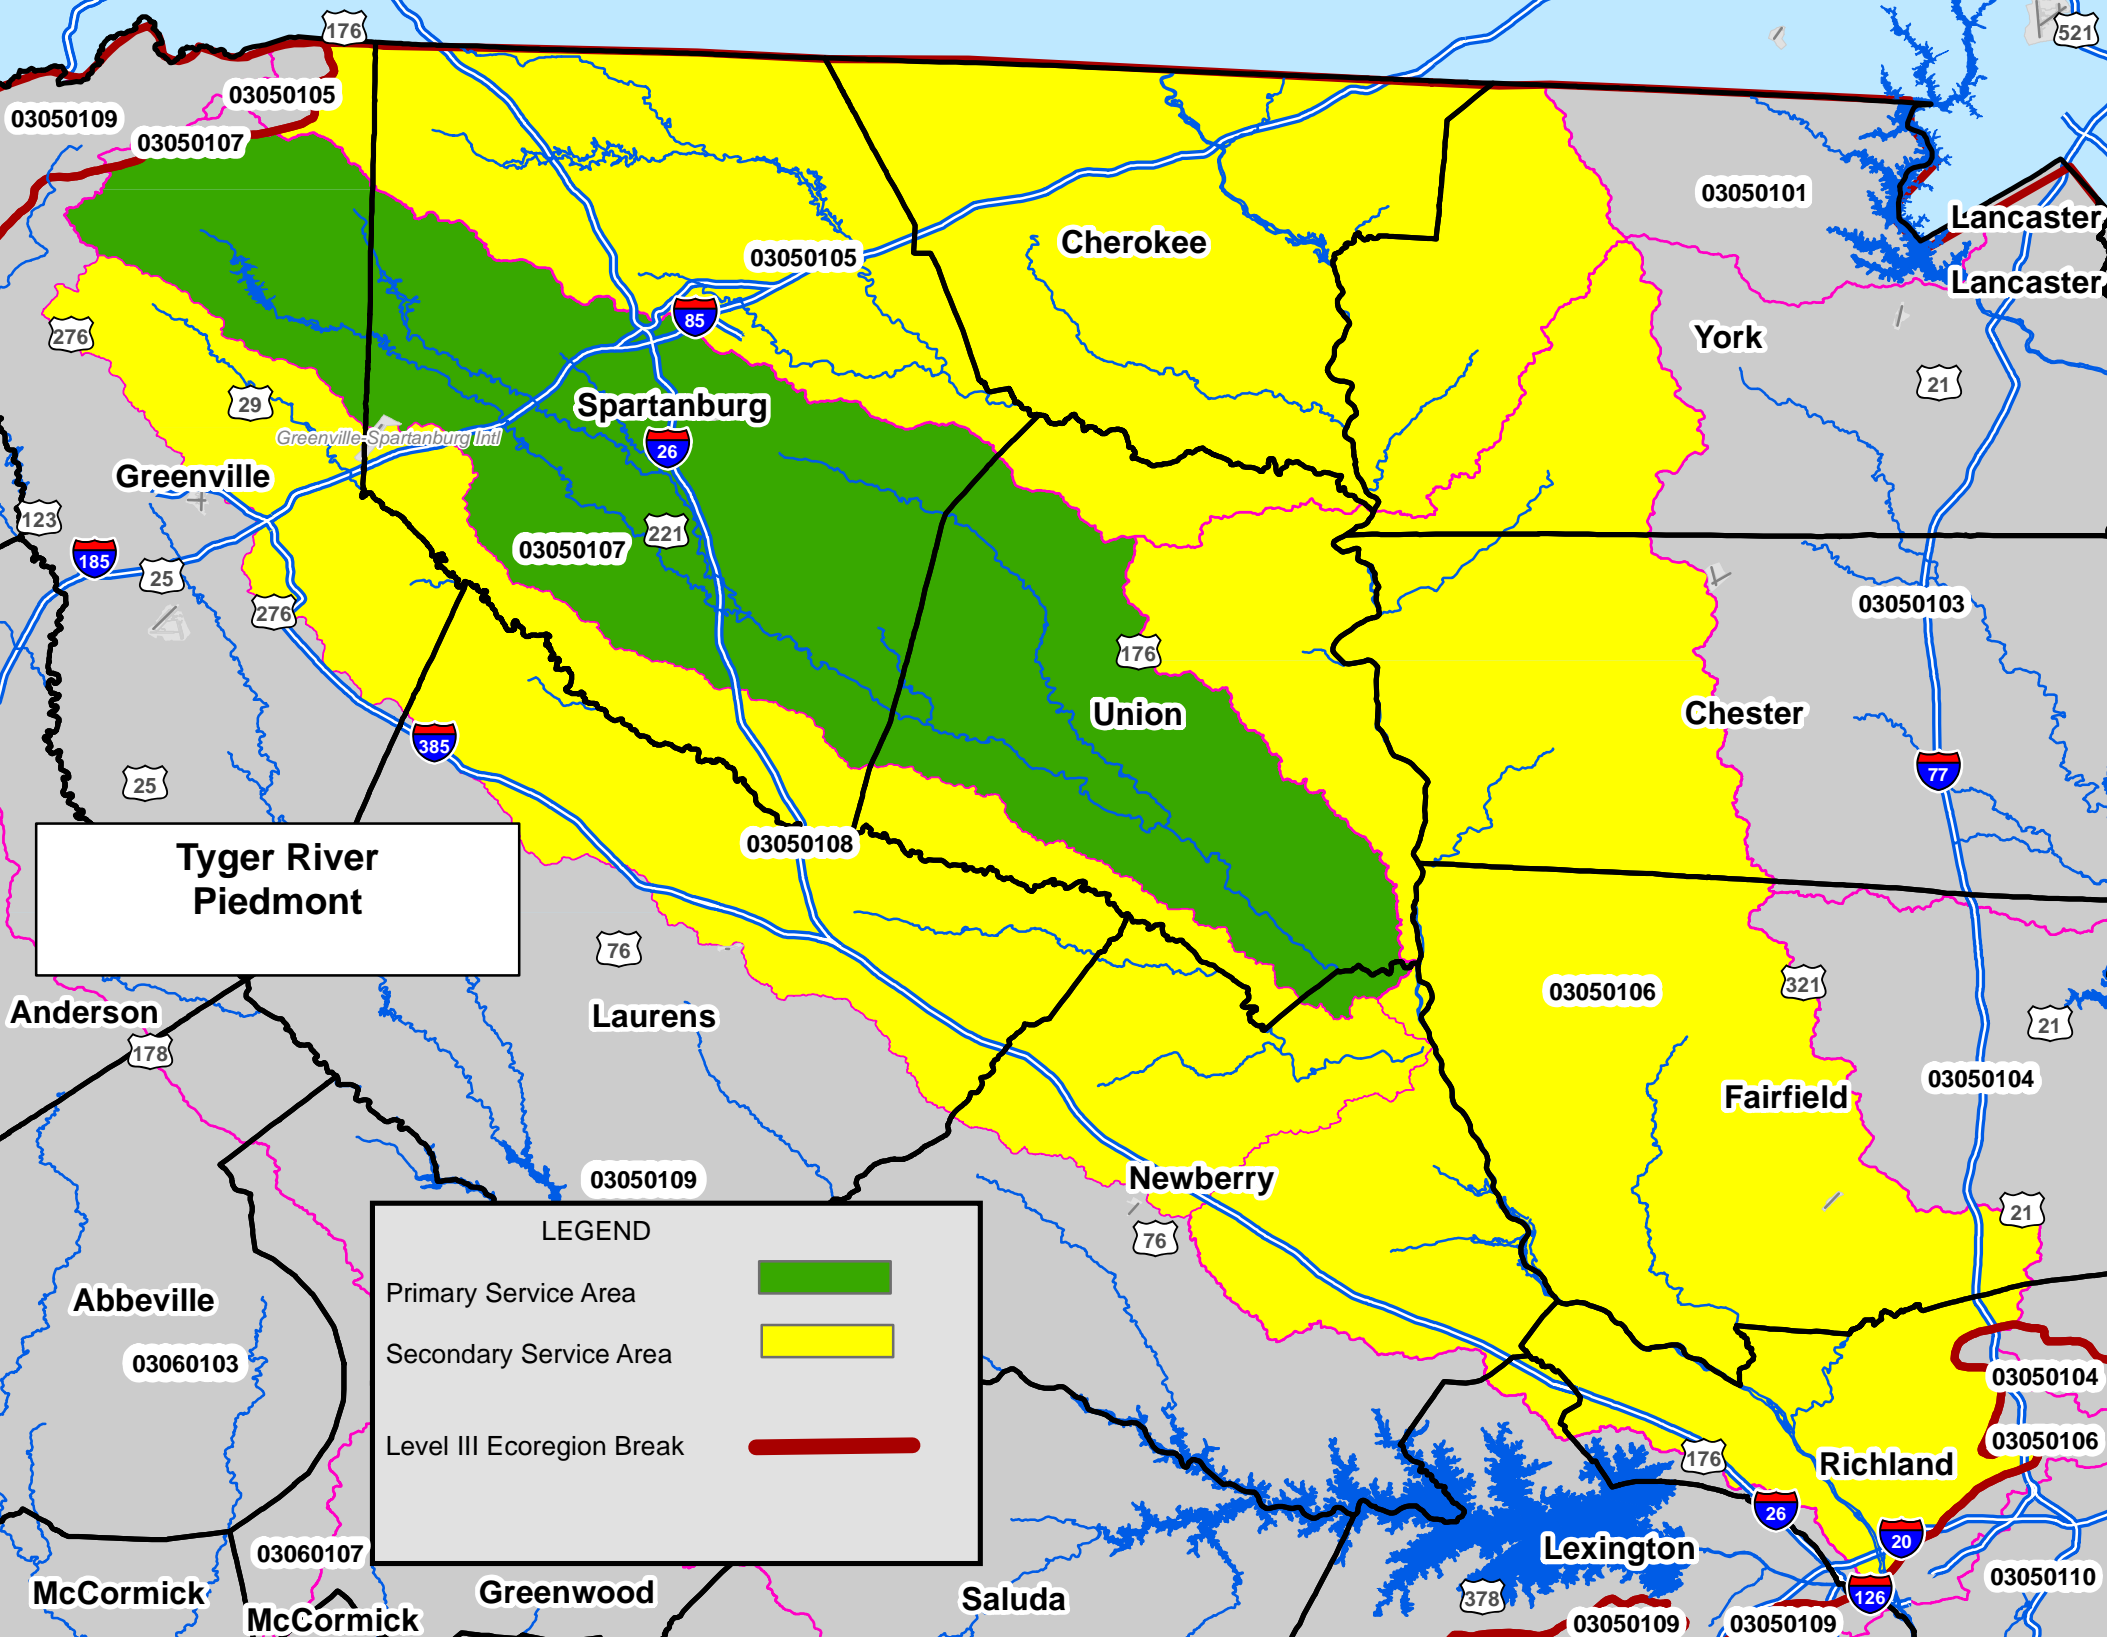 176
521
03050105
03050109
03050107
03050101
Lancaster
Cherokee
03050105
Lancaster
85
276
York
21
29
Spartanburg
Greenville-Spartanburg Intl
26
Greenville
123
221
03050107
185
25
276
03050103
176
Union
Chester
385
77
25
03050108
Tyger River
Piedmont
76
321
03050106
Anderson
Laurens
21
178
03050104
Fairfield
03050109
Newberry
21
76
LEGEND
Primary Service Area
Secondary Service Area
Level III Ecoregion Break
Abbeville
03060103
03050104
03050106
176
Richland
26
20
Lexington
03060107
03050110
McCormick
Greenwood
Saluda
378
126
McCormick
03050109
03050109